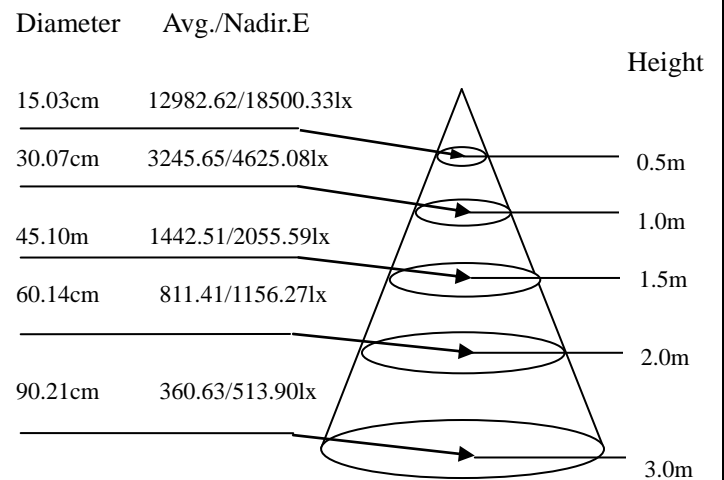 Diameter Avg./Nadir.E
Height
15.03cm 12982.62/18500.33lx
0.5m
30.07cm 3245.65/4625.08lx
1.0m
45.10m 1442.51/2055.59lx
1.5m
60.14cm 811.41/1156.27lx
2.0m
90.21cm 360.63/513.90lx
3.0m